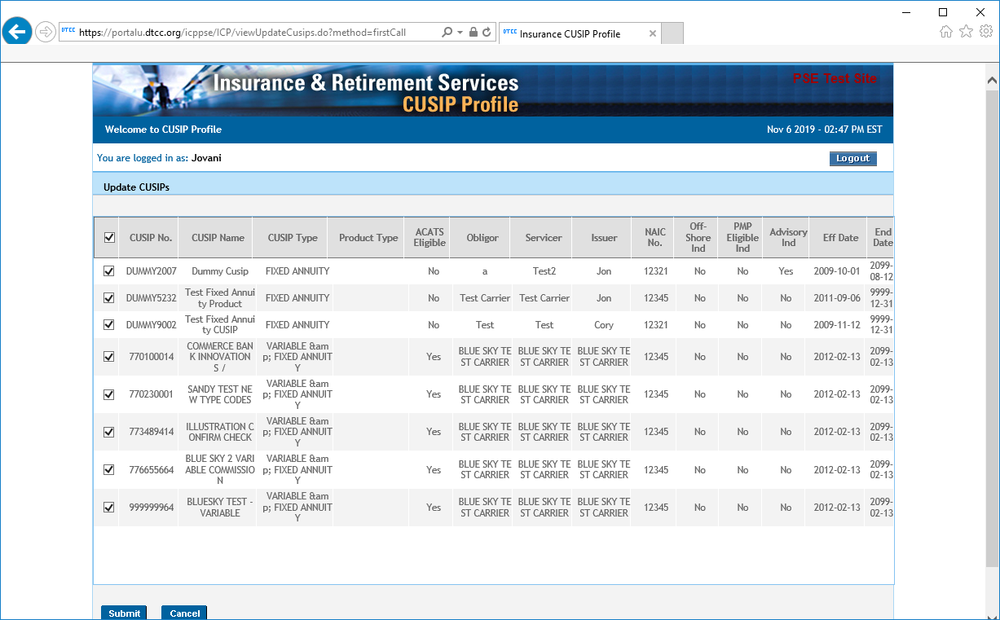 DTCC https://portalu.dtcc.org/icppse/ICP/viewUpdateCusips.do?method=firstCall DTCC Insurance CUSIP Profile
Insurance & Retirement Services PSE Test Site
CUSIP Profile
Welcome to CUSIP Profile Nov 6 2019 - 02:47 PM EST
You are logged in as: Jovani Logout
Update CUSIPs
CUSIP No. CUSIP Name CUSIP Type Product Type ACATS Eligible Obligor Servicer Issuer NAIC No. Off-Shore Ind PMP Eligible Ind Advisory Ind Eff Date End Date
DUMMY2007 Dummy Cusip FIXED ANNUITY No a Test2 Jon 12321 No No Yes 2009-10-01 2099-08-12
DUMMY5232 Test Fixed Annuity Product FIXED ANNUITY No Test Carrier Test Carrier Jon 12345 No No No 2011-09-06 9999-12-31
DUMMY9002 Test Fixed Annuity CUSIP FIXED ANNUITY No Test Test Cory 12321 No No No 2009-11-12 9999-12-31
770100014 COMMERCE BANK INNOVATIONS / VARIABLE &amp; FIXED ANNUITY Yes BLUE SKY TEST CARRIER BLUE SKY TEST CARRIER BLUE SKY TEST CARRIER 12345 No No No 2012-02-13 2099-02-13
770230001 SANDY TEST NEW TYPE CODES VARIABLE &amp; FIXED ANNUITY Yes BLUE SKY TEST CARRIER BLUE SKY TEST CARRIER BLUE SKY TEST CARRIER 12345 No No No 2012-02-13 2099-02-13
773489414 ILLUSTRATION CONFIRM CHECK VARIABLE &amp; FIXED ANNUITY Yes BLUE SKY TEST CARRIER BLUE SKY TEST CARRIER BLUE SKY TEST CARRIER 12345 No No No 2012-02-13 2099-02-13
776655664 BLUE SKY 2 VARIABLE COMMISSION VARIABLE &amp; FIXED ANNUITY Yes BLUE SKY TEST CARRIER BLUE SKY TEST CARRIER BLUE SKY TEST CARRIER 12345 No No No 2012-02-13 2099-02-13
999999964 BLUESKY TEST - VARIABLE VARIABLE &amp; FIXED ANNUITY Yes BLUE SKY TEST CARRIER BLUE SKY TEST CARRIER BLUE SKY TEST CARRIER 12345 No No No 2012-02-13 2099-02-13
Submit Cancel